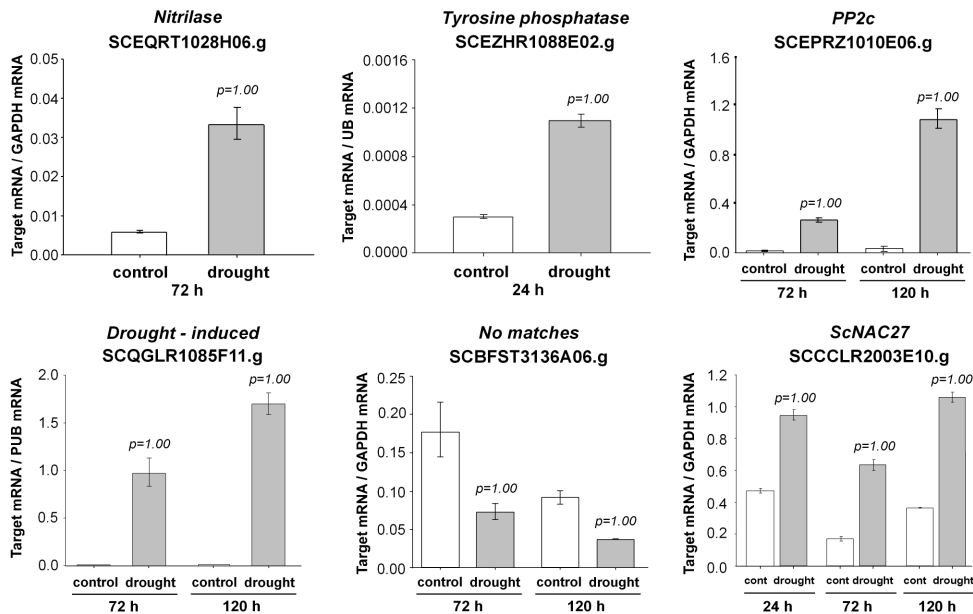 Nitrilase
SCEQRT1028H06.g
Target mRNA / GAPDH mRNA
0.05
0.04
0.03
0.02
0.01
0.00
p=1.00
control drought
72 h
Tyrosine phosphatase
SCEZHR1088E02.g
Target mRNA / UB mRNA
0.0016
0.0012
0.0008
0.0004
0.0000
p=1.00
control drought
24 h
PP2c
SCEPRZ1010E06.g
Target mRNA / GAPDH mRNA
1.6
1.2
0.8
0.4
0.0
p=1.00
p=1.00
control drought control drought
72 h 120 h
Drought - induced
SCQGLR1085F11.g
Target mRNA / PUB mRNA
2.0
1.5
1.0
0.5
0.0
p=1.00
p=1.00
control drought control drought
72 h 120 h
No matches
SCBFST3136A06.g
Target mRNA / GAPDH mRNA
0.25
0.20
0.15
0.10
0.05
0.00
p=1.00
p=1.00
control drought control drought
72 h 120 h
ScNAC27
SCCCLR2003E10.g
Target mRNA / GAPDH mRNA
1.2
1.0
0.8
0.6
0.4
0.2
0.0
p=1.00
p=1.00
p=1.00
cont drought cont drought cont drought
24 h 72 h 120 h